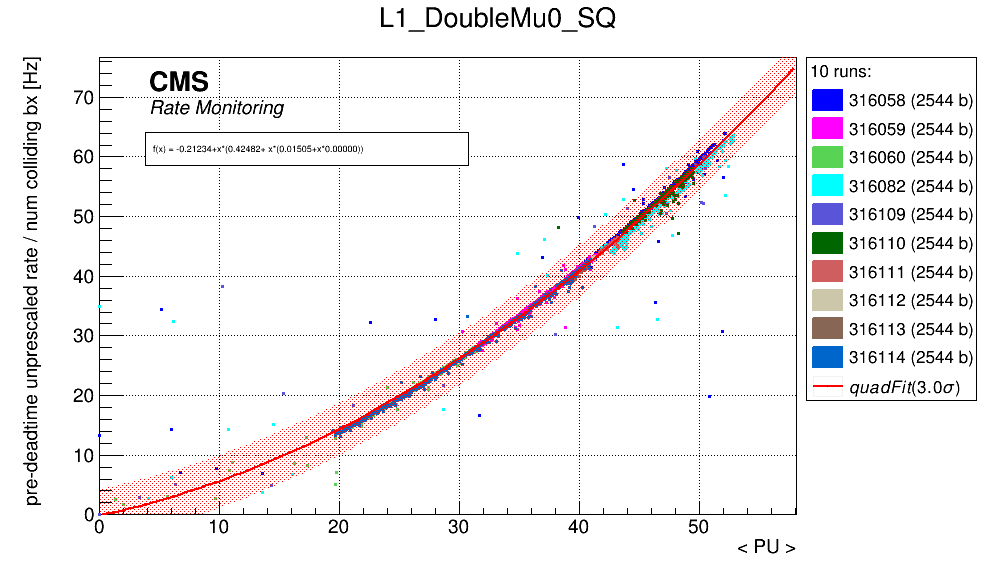 L1_DoubleMu0_SQ
pre-deadtime unprescaled rate / num colliding bx [Hz]
CMS
Rate Monitoring
f(x) = -0.21234+x*(0.42482+ x*(0.01505+x*0.00000))
70
60
50
40
30
20
10
0
0 10 20 30 40 50
< PU >
10 runs:
316058 (2544 b)
316059 (2544 b)
316060 (2544 b)
316082 (2544 b)
316109 (2544 b)
316110 (2544 b)
316111 (2544 b)
316112 (2544 b)
316113 (2544 b)
316114 (2544 b)
quadFit(3.0σ)